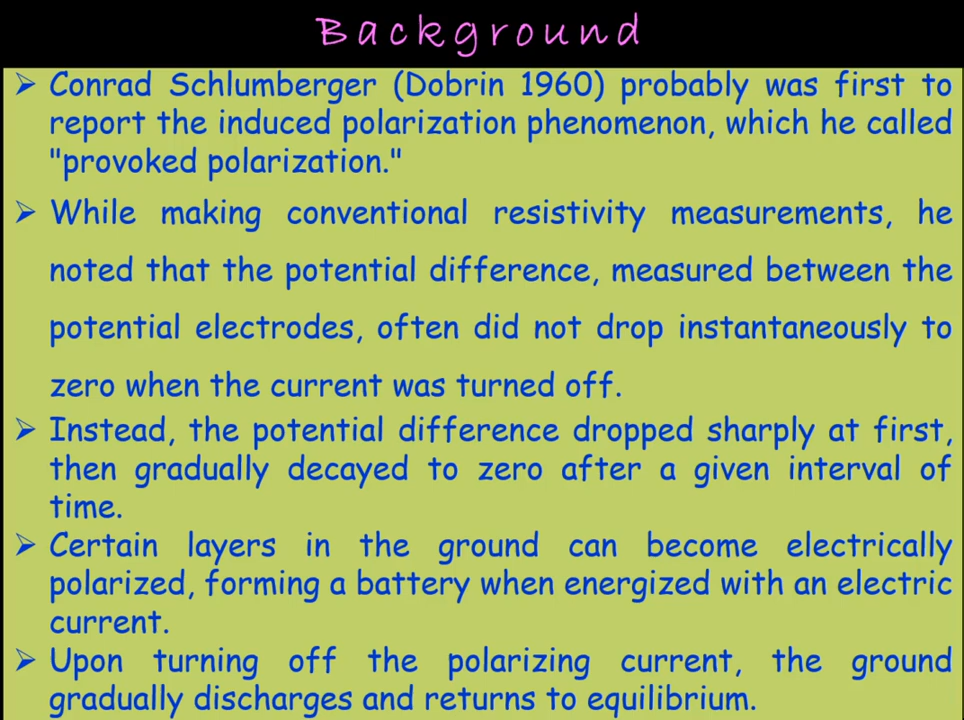 Background
➢ Conrad Schlumberger (Dobrin 1960) probably was first to
report the induced polarization phenomenon, which he called
"provoked polarization."
➢ While making conventional resistivity measurements, he
noted that the potential difference, measured between the
potential electrodes, often did not drop instantaneously to
zero when the current was turned off.
➢ Instead, the potential difference dropped sharply at first,
then gradually decayed to zero after a given interval of
time.
➢ Certain layers in the ground can become electrically
polarized, forming a battery when energized with an electric
current.
➢ Upon turning off the polarizing current, the ground
gradually discharges and returns to equilibrium.